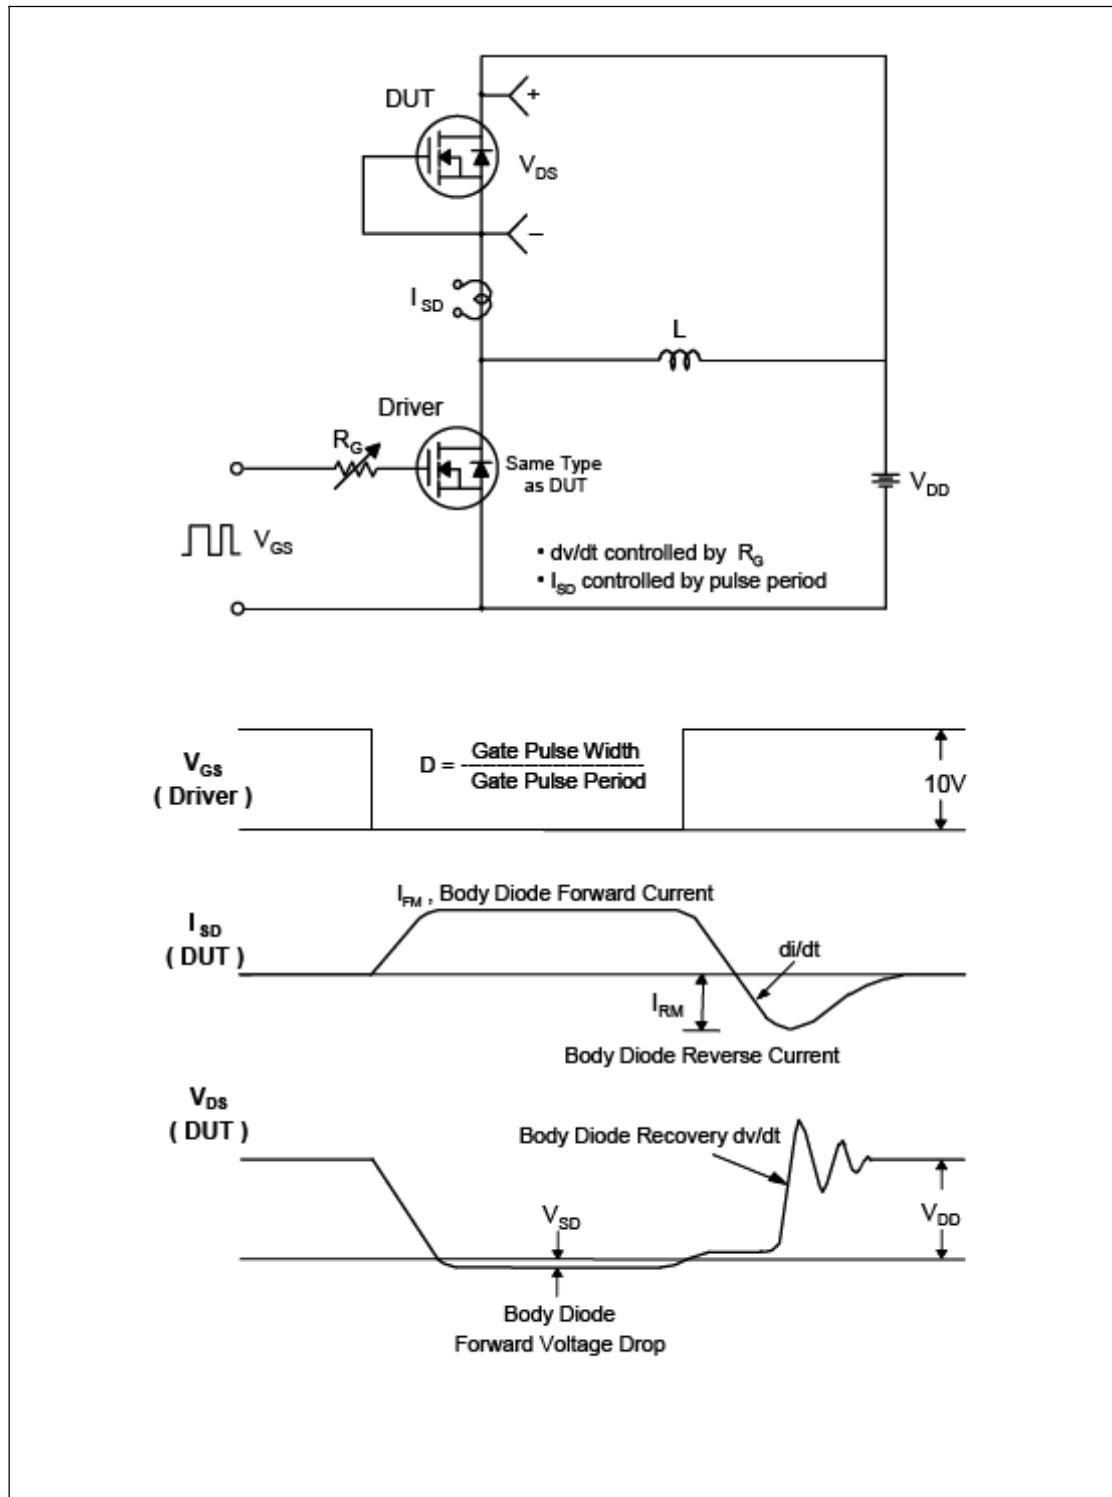 DUT
+
V_DS
–
I_SD
L
Driver
R_G
Same Type
as DUT
V_DD
V_GS
• dv/dt controlled by R_G
• I_SD controlled by pulse period
V_GS
( Driver )
D = Gate Pulse Width
Gate Pulse Period
10V
I_FM , Body Diode Forward Current
I_SD
( DUT )
di/dt
I_RM
Body Diode Reverse Current
V_DS
( DUT )
Body Diode Recovery dv/dt
V_SD
V_DD
Body Diode
Forward Voltage Drop